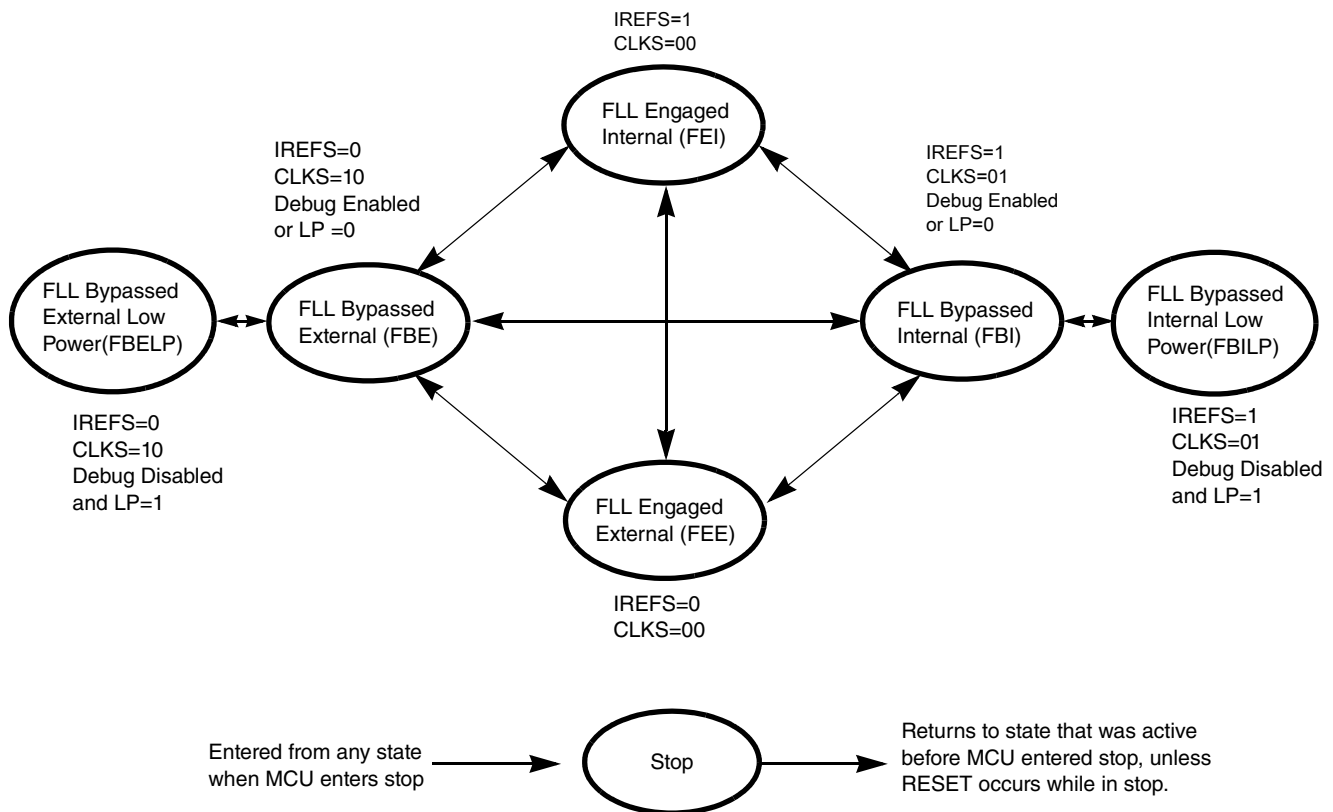 IREFS=1
CLKS=00
FLL Engaged
Internal (FEI)
IREFS=0
CLKS=10
Debug Enabled
or LP =0
IREFS=1
CLKS=01
Debug Enabled
or LP=0
FLL Bypassed
External Low
Power(FBELP)
FLL Bypassed
External (FBE)
FLL Bypassed
Internal (FBI)
FLL Bypassed
Internal Low
Power(FBILP)
IREFS=0
CLKS=10
Debug Disabled
and LP=1
IREFS=1
CLKS=01
Debug Disabled
and LP=1
FLL Engaged
External (FEE)
IREFS=0
CLKS=00
Entered from any state
when MCU enters stop
Stop
Returns to state that was active
before MCU entered stop, unless
RESET occurs while in stop.